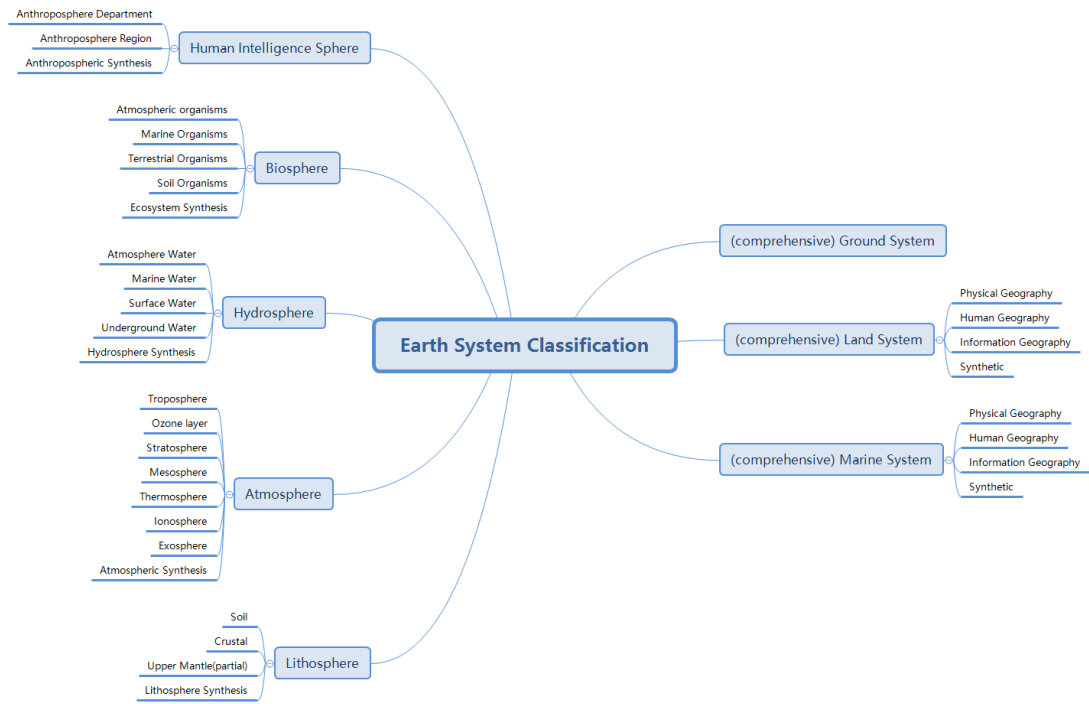 Anthroposphere Department
Anthroposphere Region
Anthropospheric Synthesis
Human Intelligence Sphere
Atmospheric organisms
Marine Organisms
Terrestrial Organisms
Soil Organisms
Ecosystem Synthesis
Biosphere
Atmosphere Water
Marine Water
Surface Water
Underground Water
Hydrosphere Synthesis
Hydrosphere
Troposphere
Ozone layer
Stratosphere
Mesosphere
Thermosphere
Ionosphere
Exosphere
Atmospheric Synthesis
Atmosphere
Soil
Crustal
Upper Mantle(partial)
Lithosphere Synthesis
Lithosphere
Earth System Classification
(comprehensive) Ground System
(comprehensive) Land System
Physical Geography
Human Geography
Information Geography
Synthetic
(comprehensive) Marine System
Physical Geography
Human Geography
Information Geography
Synthetic